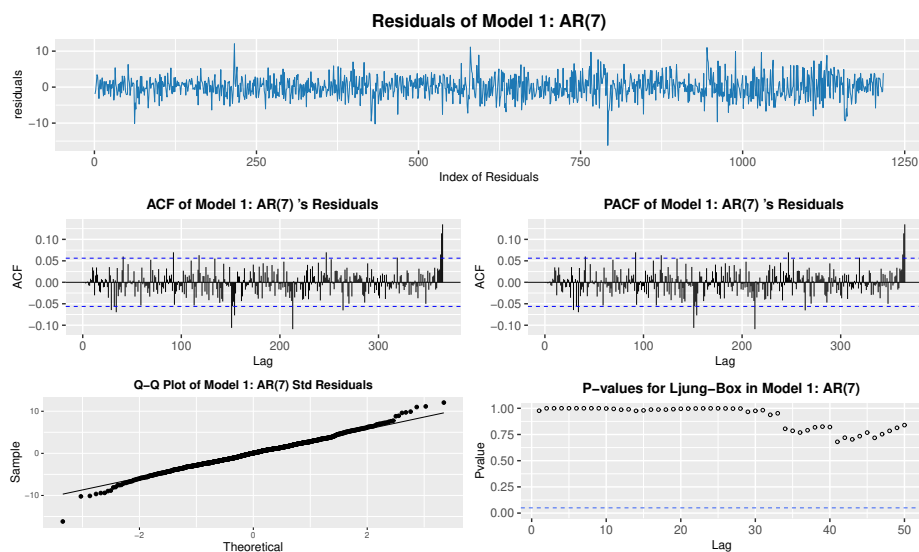 Residuals of Model 1: AR(7)
residuals
10
0
−10
0
250
500
750
1000
1250
Index of Residuals
ACF of Model 1: AR(7) 's Residuals
ACF
0.10
0.05
0.00
−0.05
−0.10
0
100
200
300
Lag
PACF of Model 1: AR(7) 's Residuals
ACF
0.10
0.05
0.00
−0.05
−0.10
0
100
200
300
Lag
Q−Q Plot of Model 1: AR(7) Std Residuals
Sample
10
0
−10
−2
0
2
Theoretical
P−values for Ljung−Box in Model 1: AR(7)
Pvalue
1.00
0.75
0.50
0.25
0.00
0
10
20
30
40
50
Lag